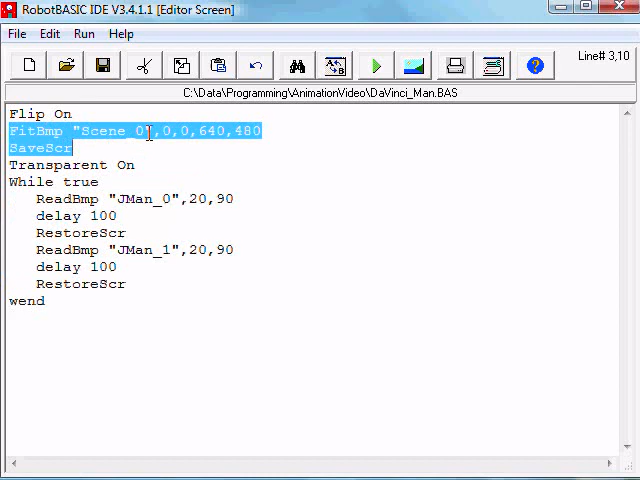 RobotBASIC IDE V3.4.1.1 [Editor Screen]
File Edit Run Help
Line# 3,10
C:\Data\Programming\AnimationVideo\DaVinci_Man.BAS
Flip On
FitBmp "Scene_0",0,0,640,480
SaveScr
Transparent On
While true
ReadBmp "JMan_0",20,90
delay 100
RestoreScr
ReadBmp "JMan_1",20,90
delay 100
RestoreScr
wend